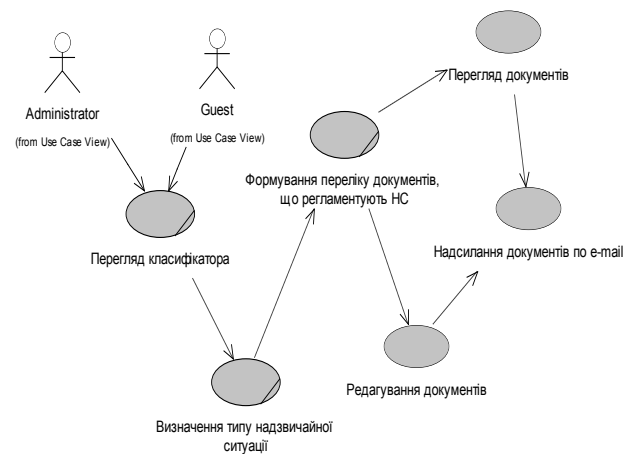 Перегляд документів
Administrator
Guest
(from Use Case View)
(from Use Case View)
Формування переліку документів,
що регламентують НС
Перегляд класифікатора
Надсилання документів по e-mail
Редагування документів
Визначення типу надзвичайної
ситуації